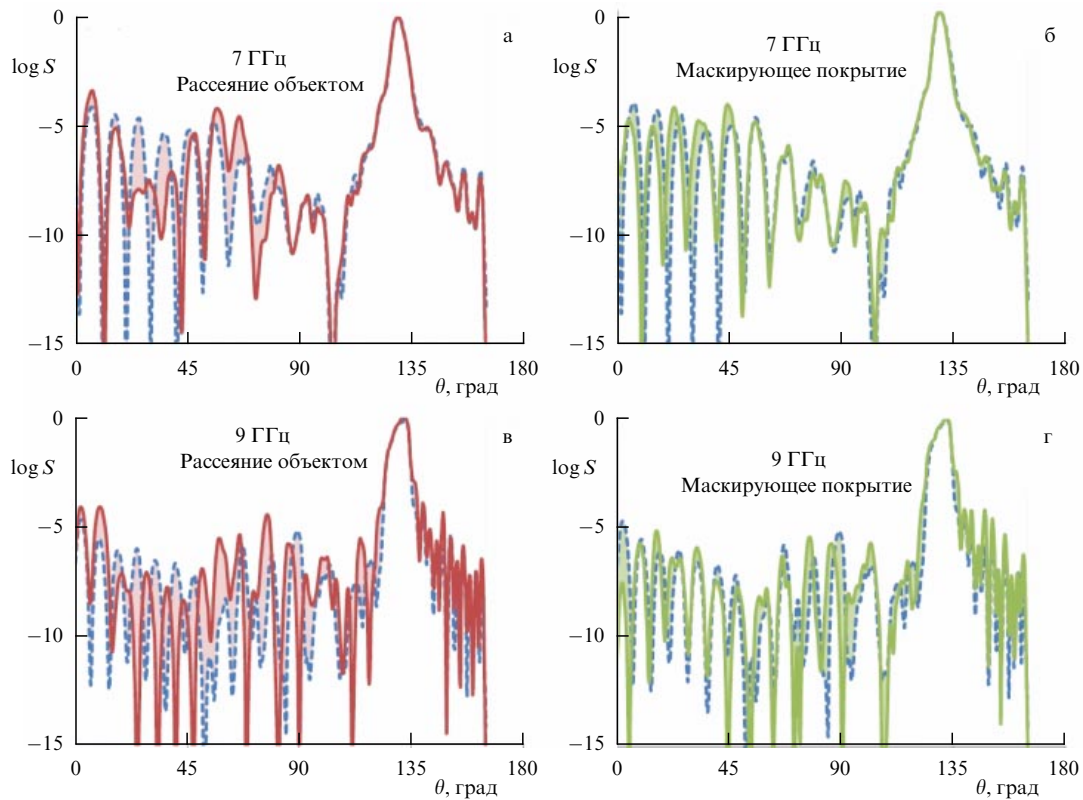 0
log S
−5
−10
−15
7 ГГц
Рассеяние объектом
а
0
45
90
135
180
θ, град
0
log S
−5
−10
−15
7 ГГц
Маскирующее покрытие
б
0
45
90
135
180
θ, град
0
log S
−5
−10
−15
9 ГГц
Рассеяние объектом
в
0
45
90
135
180
θ, град
0
log S
−5
−10
−15
9 ГГц
Маскирующее покрытие
г
0
45
90
135
180
θ, град